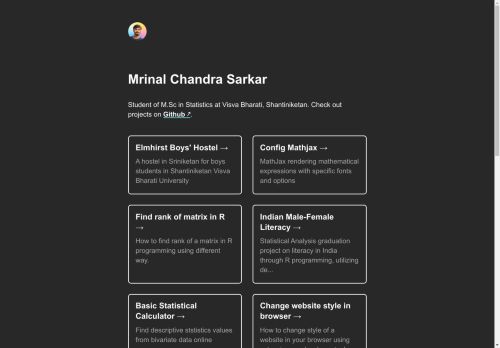 Mrinal Chandra Sarkar
Student of M.Sc in Statistics at Visva Bharati, Shantiniketan. Check out
projects on Github ↗.
Elmhirst Boys' Hostel →
A hostel in Sriniketan for boys
students in Shantiniketan Visva
Bharati University
Config Mathjax →
MathJax rendering mathematical
expressions with specific fonts
and options
Find rank of matrix in R
→
How to find rank of a matrix in R
programming using different
way.
Indian Male-Female
Literacy →
Statistical Analysis graduation
project on literacy in India
through R programming, utilizing
de...
Basic Statistical
Calculator →
Find descriptive ststistics values
from bivariate data online
Change website style in
browser →
How to change style of a
website in your browser using